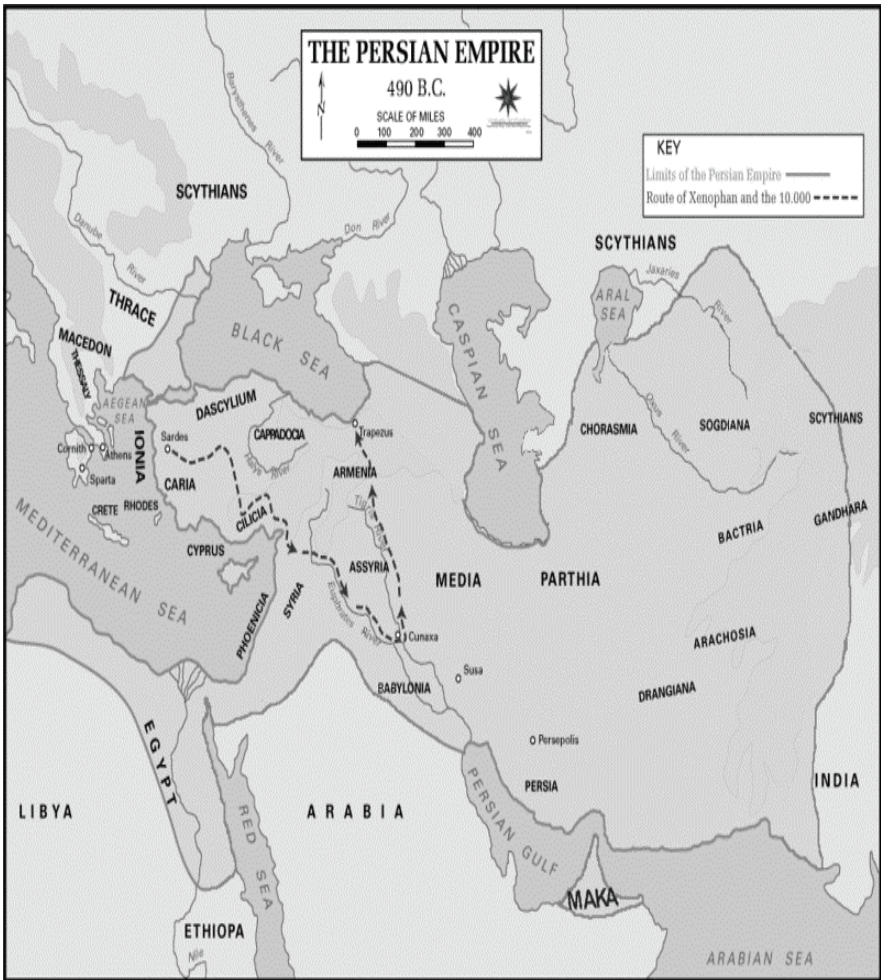 THE PERSIAN EMPIRE
490 B.C.
N
SCALE OF MILES
0 100 200 300 400
KEY
Limits of the Persian Empire
Route of Xenophan and the 10.000
Borysthenes River
SCYTHIANS
Danube River
Don River
SCYTHIANS
Jaxaries River
ARAL SEA
CASPIAN SEA
THRACE
BLACK SEA
MACEDON
THESSALY
AEGEAN SEA
DASCYLIUM
CAPPADOCIA
Trapezus
Oxus River
CHORASMIA
SOGDIANA
SCYTHIANS
Cornith
Athens
Sparta
IONIA
Sardes
Halys River
ARMENIA
CARIA
CRETE
RHODES
CILICIA
GANDHARA
BACTRIA
MEDITERRANEAN SEA
CYPRUS
ASSYRIA
MEDIA
PARTHIA
SYRIA
PHOENICIA
Euphrates River
Cunaxa
ARACHOSIA
Susa
BABYLONIA
DRANGIANA
Persepolis
EGYPT
PERSIA
INDIA
LIBYA
ARABIA
RED SEA
PERSIAN GULF
MAKA
ETHIOPA
Nile
ARABIAN SEA